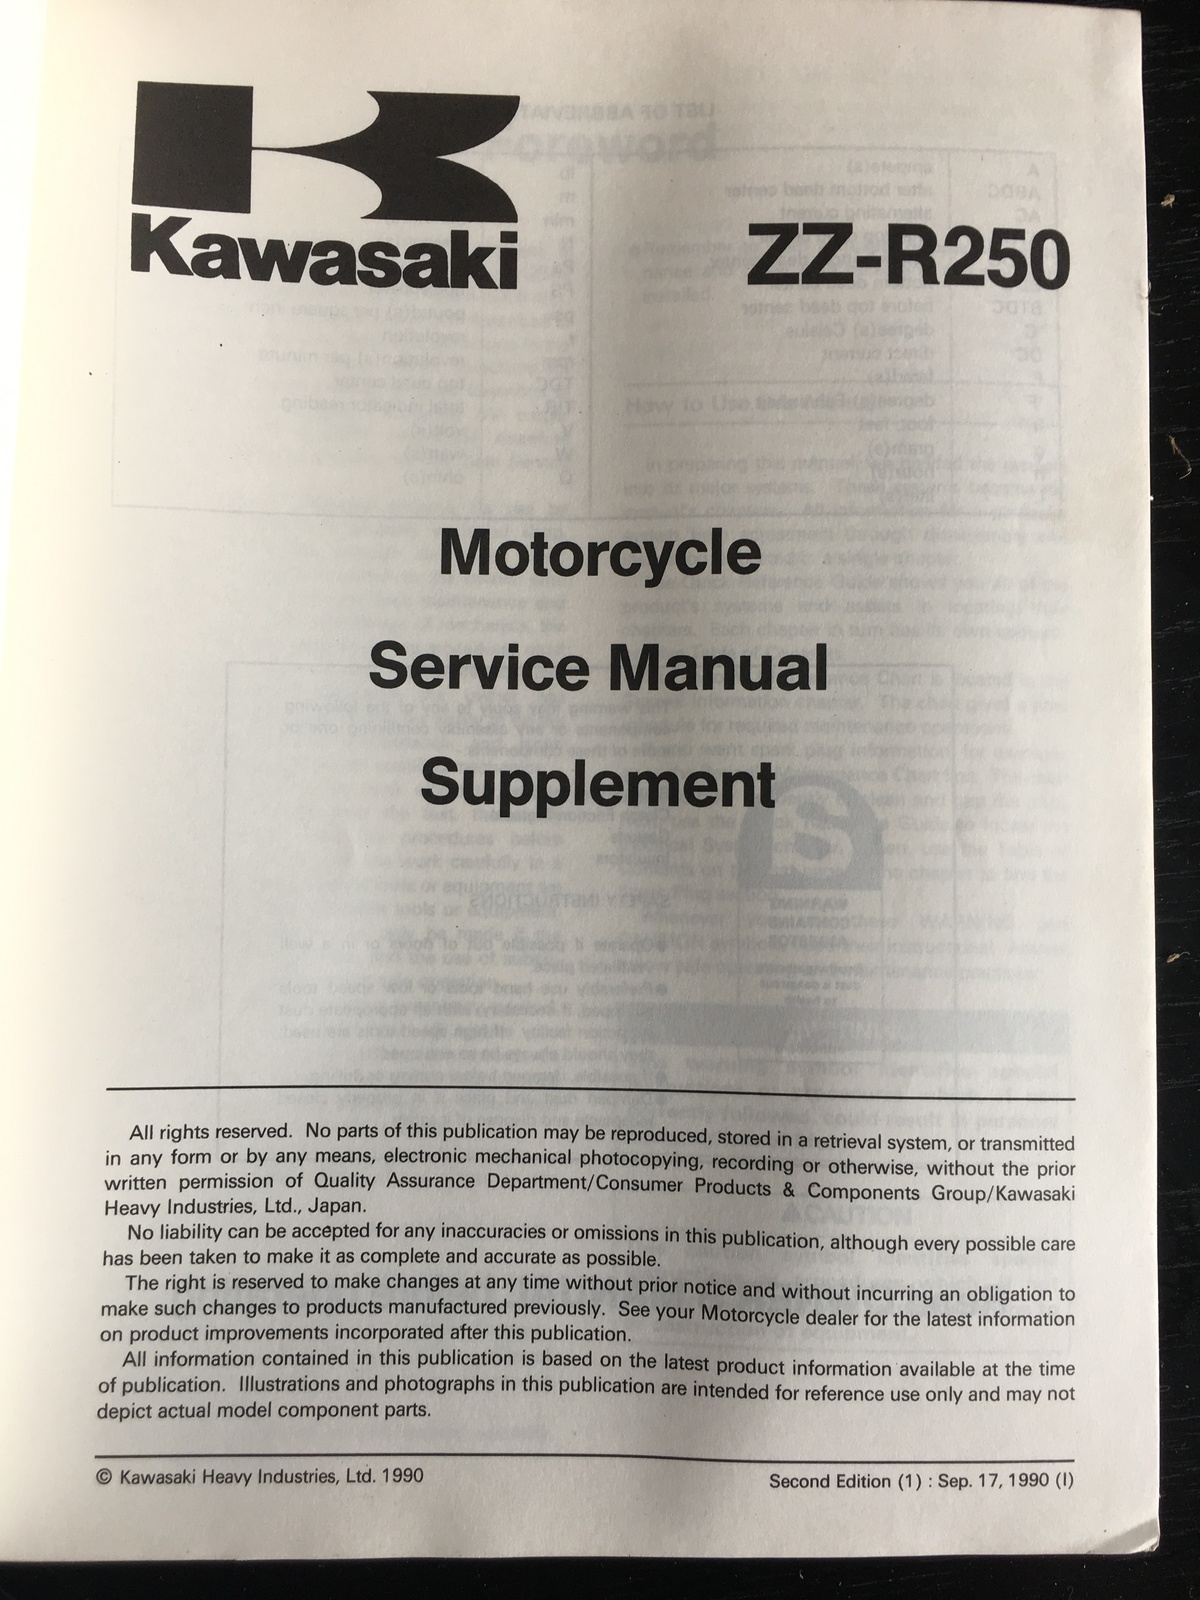 Kawasaki
ZZ-R250
Motorcycle
Service Manual
Supplement
All rights reserved. No parts of this publication may be reproduced, stored in a retrieval system, or transmitted
in any form or by any means, electronic mechanical photocopying, recording or otherwise, without the prior
written permission of Quality Assurance Department/Consumer Products & Components Group/Kawasaki
Heavy Industries, Ltd., Japan.
No liability can be accepted for any inaccuracies or omissions in this publication, although every possible care
has been taken to make it as complete and accurate as possible.
The right is reserved to make changes at any time without prior notice and without incurring an obligation to
make such changes to products manufactured previously. See your Motorcycle dealer for the latest information
on product improvements incorporated after this publication.
All information contained in this publication is based on the latest product information available at the time
of publication. Illustrations and photographs in this publication are intended for reference use only and may not
depict actual model component parts.
© Kawasaki Heavy Industries, Ltd. 1990
Second Edition (1) : Sep. 17, 1990 (I)